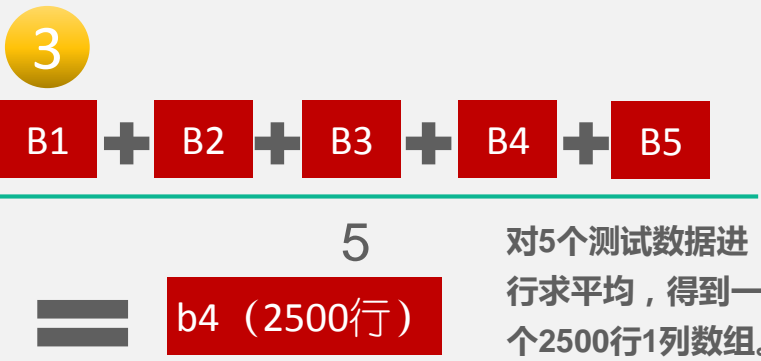 3
B1 + B2 + B3 + B4 + B5
5
对5个测试数据进
行求平均，得到一
个2500行1列数组。
= b4（2500行）